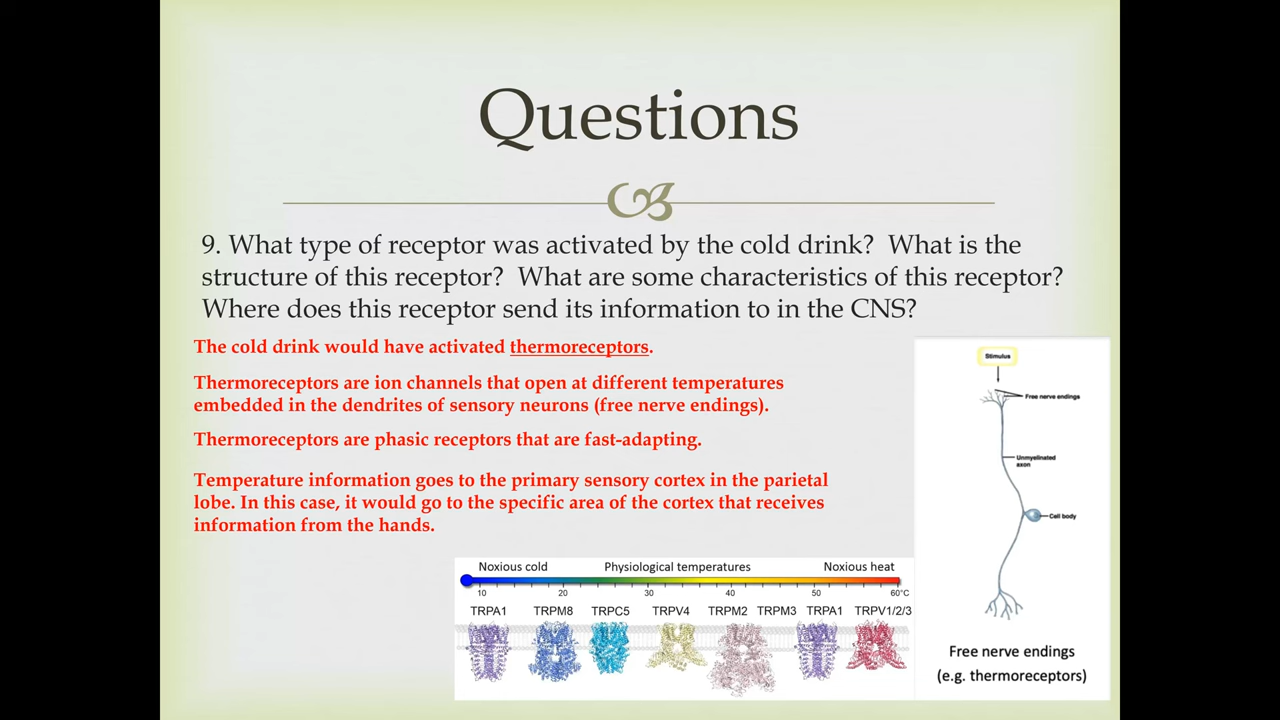 Questions
9. What type of receptor was activated by the cold drink?  What is the
structure of this receptor?  What are some characteristics of this receptor?
Where does this receptor send its information to in the CNS?
The cold drink would have activated thermoreceptors.
Thermoreceptors are ion channels that open at different temperatures
embedded in the dendrites of sensory neurons (free nerve endings).
Thermoreceptors are phasic receptors that are fast-adapting.
Temperature information goes to the primary sensory cortex in the parietal
lobe. In this case, it would go to the specific area of the cortex that receives
information from the hands.
Stimulus
Free nerve endings
Unmyelinated
axon
Cell body
Free nerve endings
(e.g. thermoreceptors)
Noxious cold Physiological temperatures Noxious heat
10 20 30 40 50 60°C
TRPA1 TRPM8 TRPC5 TRPV4 TRPM2 TRPM3 TRPA1 TRPV1/2/3